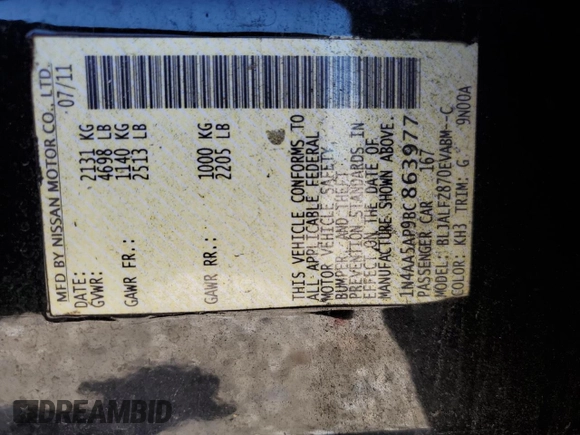 MFD BY NISSAN MOTOR CO., LTD.
DATE: 07/11
GVWR: 2131 KG
4698 LB
GAWR FR.: 1140 KG
2513 LB
GAWR RR.: 1000 KG
2205 LB
THIS VEHICLE CONFORMS TO
ALL APPLICABLE FEDERAL
MOTOR VEHICLE SAFETY,
BUMPER, AND THEFT
PREVENTION STANDARDS IN
EFFECT ON THE DATE OF
MANUFACTURE SHOWN ABOVE.
1N4AA5AP9BC863977
PASSENGER CAR 167
MODEL: BLJALFZ870EVABM--C
COLOR: KH3 TRIM: G 9N00A
DREAMBID